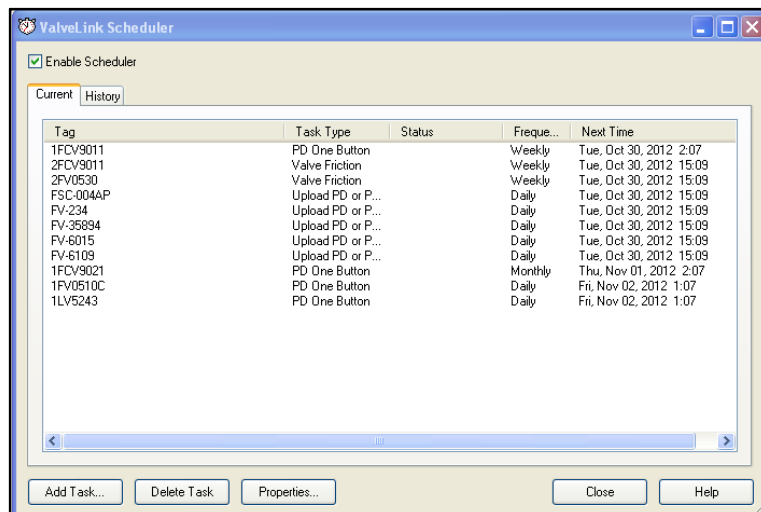 ValveLink Scheduler
Enable Scheduler
Current History
Tag Task Type Status Freque... Next Time
1FCV9011 PD One Button Weekly Tue, Oct 30, 2012 2:07
2FCV9011 Valve Friction Weekly Tue, Oct 30, 2012 15:09
2FV0530 Valve Friction Weekly Tue, Oct 30, 2012 15:09
FSC-004AP Upload PD or P... Daily Tue, Oct 30, 2012 15:09
FV-234 Upload PD or P... Daily Tue, Oct 30, 2012 15:09
FV-35894 Upload PD or P... Daily Tue, Oct 30, 2012 15:09
FV-6015 Upload PD or P... Daily Tue, Oct 30, 2012 15:09
FV-6109 Upload PD or P... Daily Tue, Oct 30, 2012 15:09
1FCV9021 PD One Button Monthly Thu, Nov 01, 2012 2:07
1FV0510C PD One Button Daily Fri, Nov 02, 2012 1:07
1LV5243 PD One Button Daily Fri, Nov 02, 2012 1:07
Add Task... Delete Task Properties... Close Help